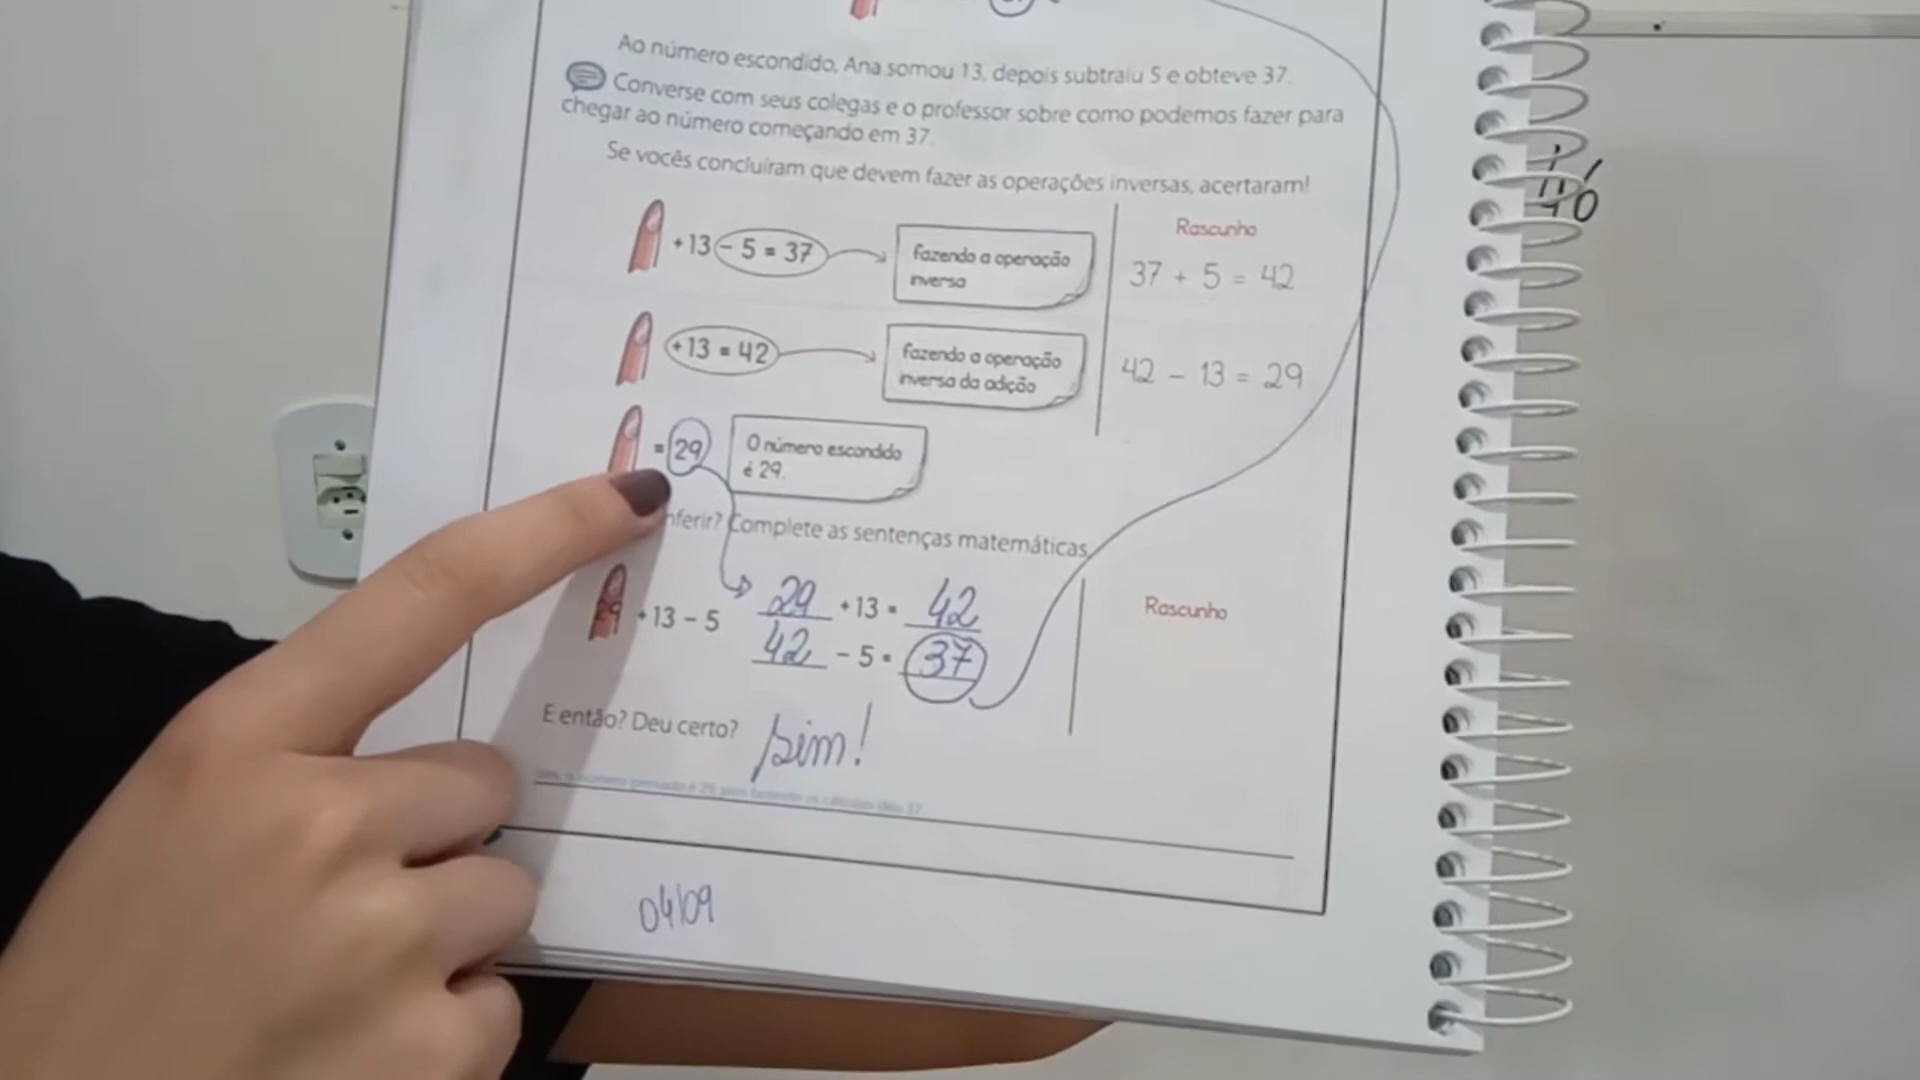 Ao número escondido, Ana somou 13, depois subtraiu 5 e obteve 37.
Converse com seus colegas e o professor sobre como podemos fazer para
chegar ao número começando em 37.
Se vocês concluíram que devem fazer as operações inversas, acertaram!
+13 - 5 = 37
fazendo a operação
inversa
Rascunho
37 + 5 = 42
+13 = 42
fazendo a operação
inversa da adição
42 - 13 = 29
= 29
O número escondido
é 29.
nferir? Complete as sentenças matemáticas.
29 +13 - 5
29 +13 = 42
42 - 5 = 37
Rascunho
E então? Deu certo? sim!
04/09